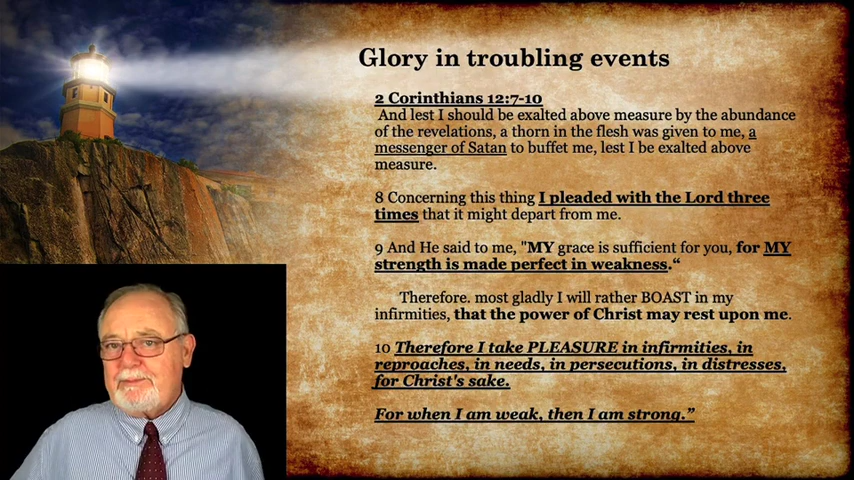 Glory in troubling events
2 Corinthians 12:7-10
And lest I should be exalted above measure by the abundance
of the revelations, a thorn in the flesh was given to me, a
messenger of Satan to buffet me, lest I be exalted above
measure.
8 Concerning this thing I pleaded with the Lord three
times that it might depart from me.
9 And He said to me, "MY grace is sufficient for you, for MY
strength is made perfect in weakness.“
Therefore. most gladly I will rather BOAST in my
infirmities, that the power of Christ may rest upon me.
10 Therefore I take PLEASURE in infirmities, in
reproaches, in needs, in persecutions, in distresses,
for Christ's sake.
For when I am weak, then I am strong.”